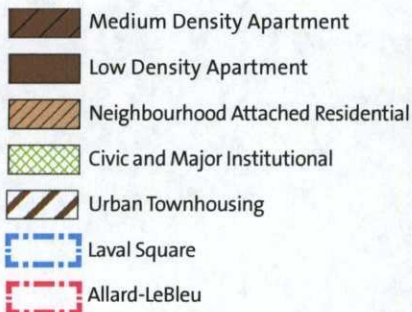 Medium Density Apartment
Low Density Apartment
Neighbourhood Attached Residential
Civic and Major Institutional
Urban Townhousing
Laval Square
Allard-LeBleu